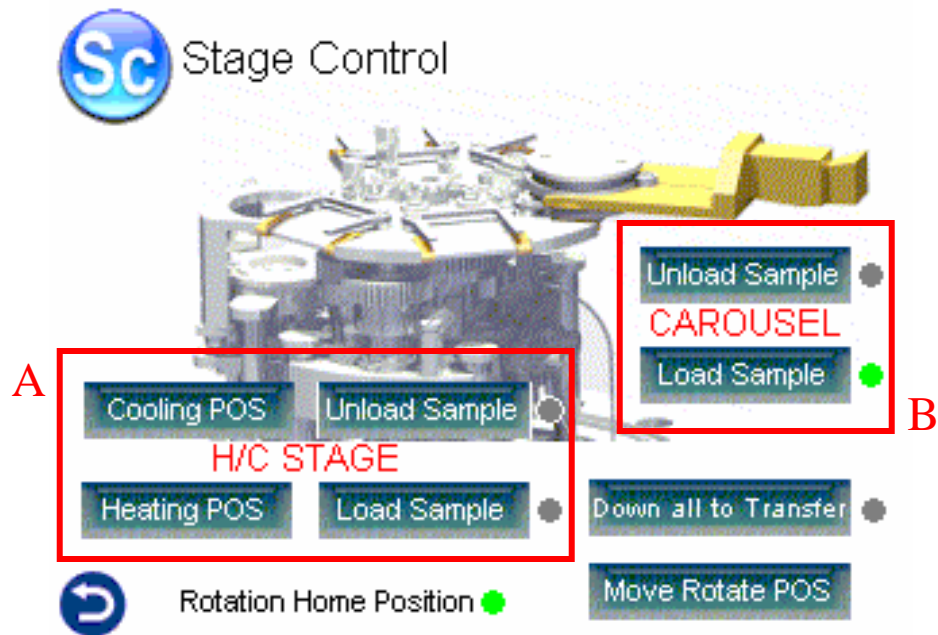 Sc
Stage Control
Unload Sample
CAROUSEL
Load Sample
B
A
Cooling POS Unload Sample
H/C STAGE
Heating POS Load Sample
Down all to Transfer
Move Rotate POS
Rotation Home Position